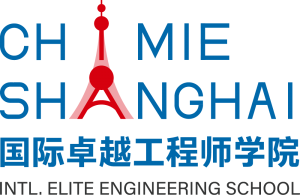 CHIMIE
SHANGHAI
国际卓越工程师学院
INTL. ELITE ENGINEERING SCHOOL